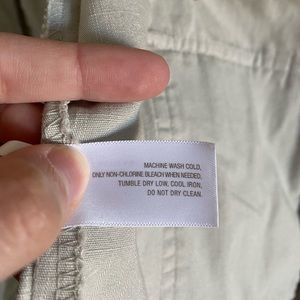 MACHINE WASH COLD,
ONLY NON-CHLORINE BLEACH WHEN NEEDED,
TUMBLE DRY LOW, COOL IRON,
DO NOT DRY CLEAN.